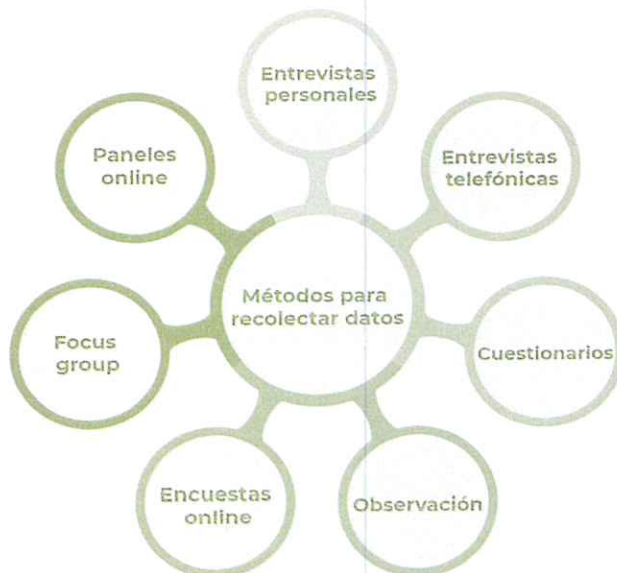 Entrevistas
personales
Paneles
online
Entrevistas
telefónicas
Métodos para
recolectar datos
Focus
group
Cuestionarios
Encuestas
online
Observación